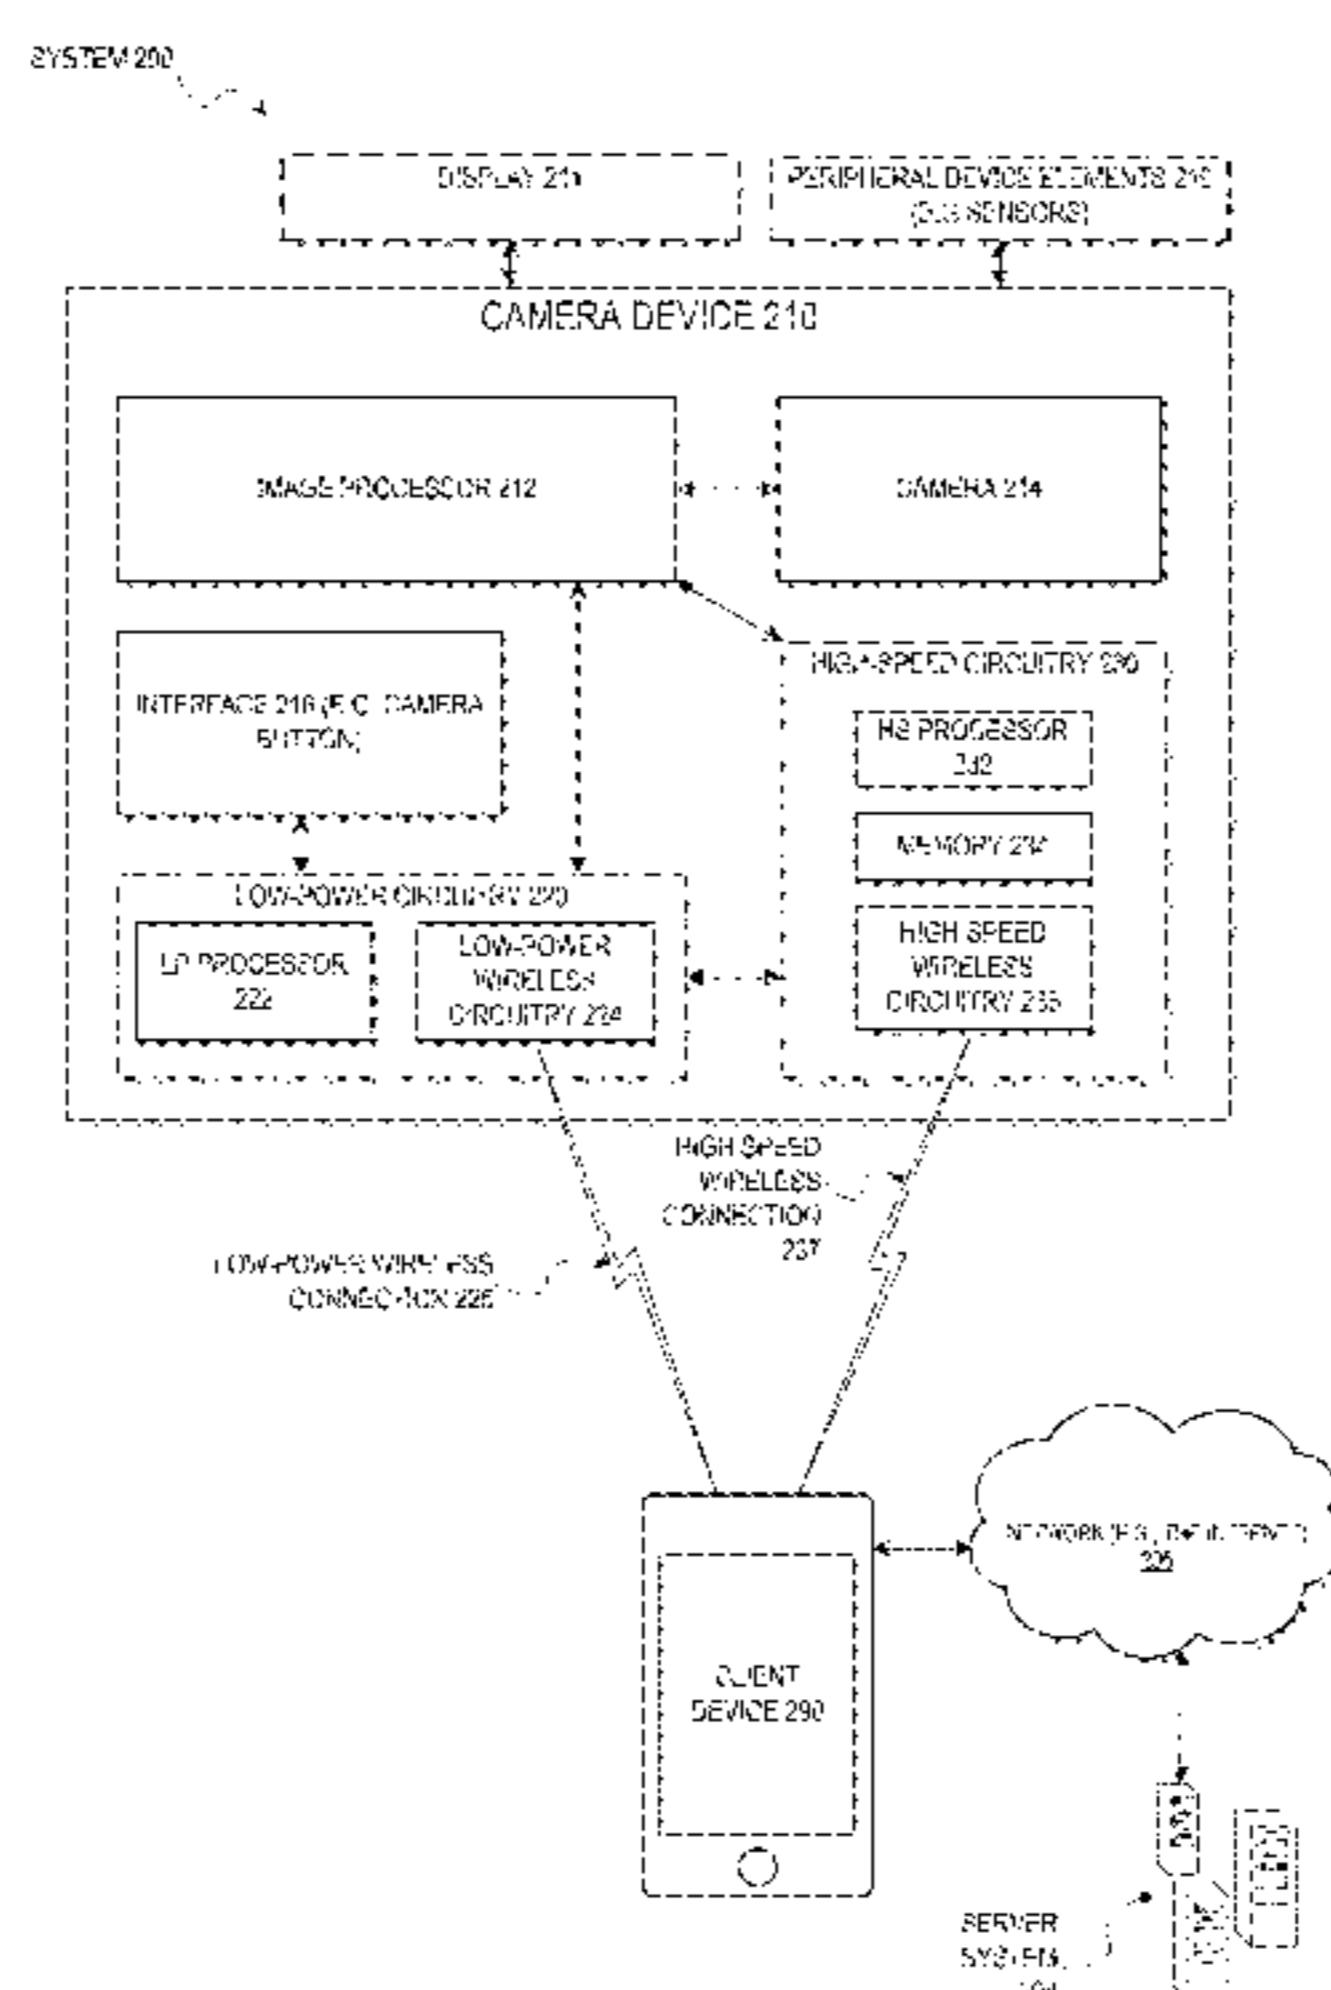 SYSTEM 200
DISPLAY 211
PERIPHERAL DEVICE ELEMENTS
SENSORS)
CAMERA DEVICE 210
IMAGE PROCESSOR 212
CAMERA 214
INTERFACE 216 CAMERA
BUTTON)
HIGH-SPEED CIRCUITRY 230
HS PROCESSOR
232
MEMORY 234
HIGH SPEED
WIRELESS
CIRCUITRY
LOW-POWER CIRCUITRY 220
LP PROCESSOR
222
LOW-POWER
WIRELESS
CIRCUITRY 224
HIGH SPEED
WIRELESS
CONNECTION
237
LOW-POWER WIRELESS
CONNECTION 225
NETWORK
CLIENT
DEVICE 290
SERVER
SYSTEM